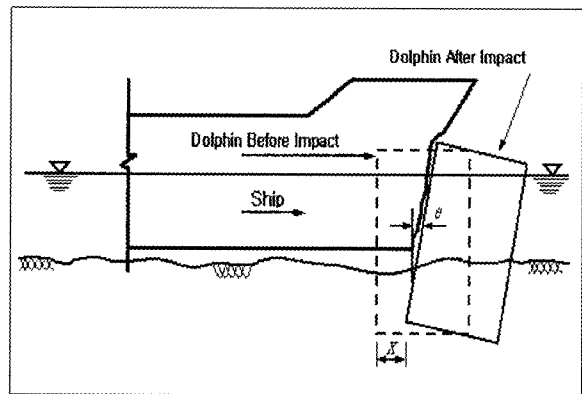 Dolphin After Impact
Dolphin Before Impact
Ship
θ
X